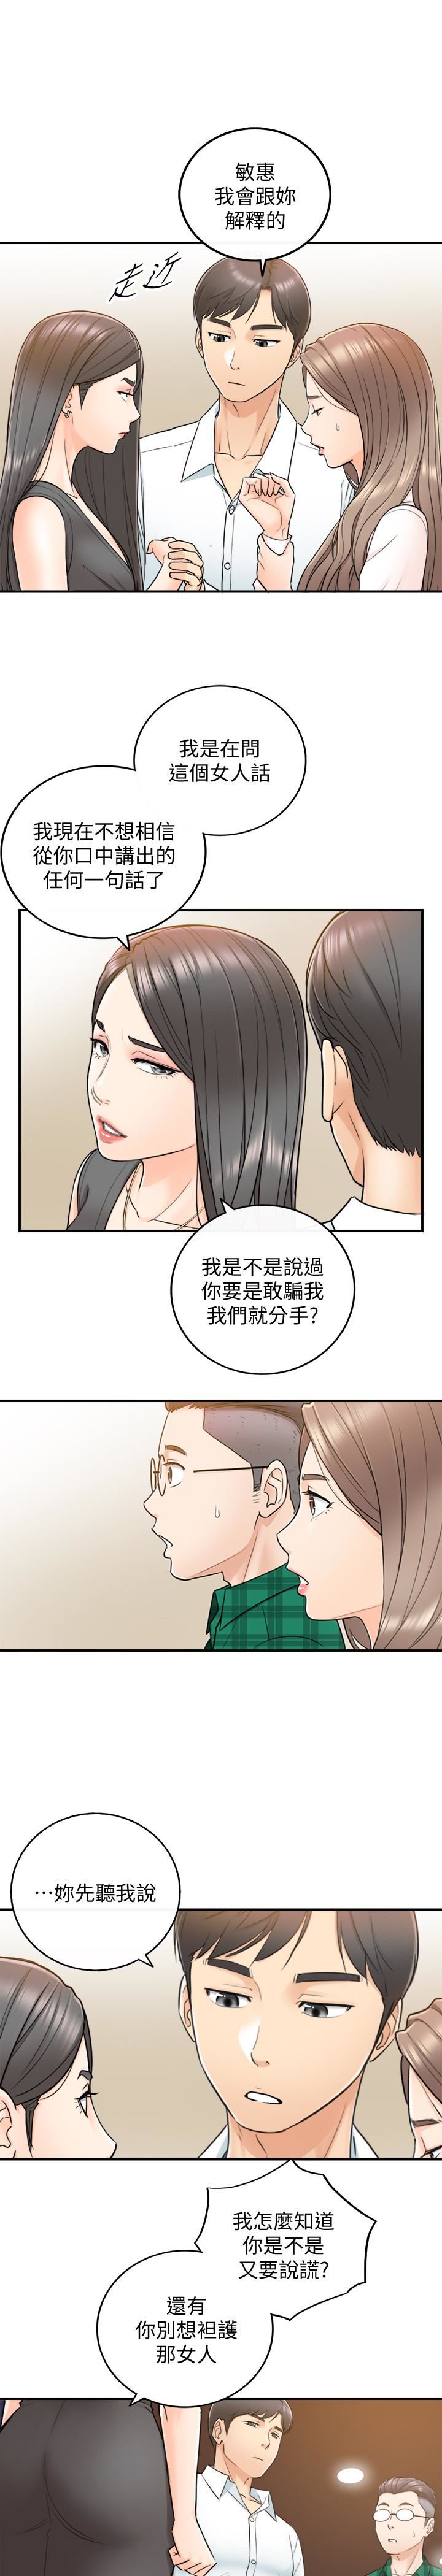 敏惠
我會跟妳
解釋的
走近
我是在問
這個女人話
我現在不想相信
從你口中講出的
任何一句話了
我是不是說過
你要是敢騙我
我們就分手?
…妳先聽我說
我怎麼知道
你是不是
又要說謊?
還有
你別想袒護
那女人